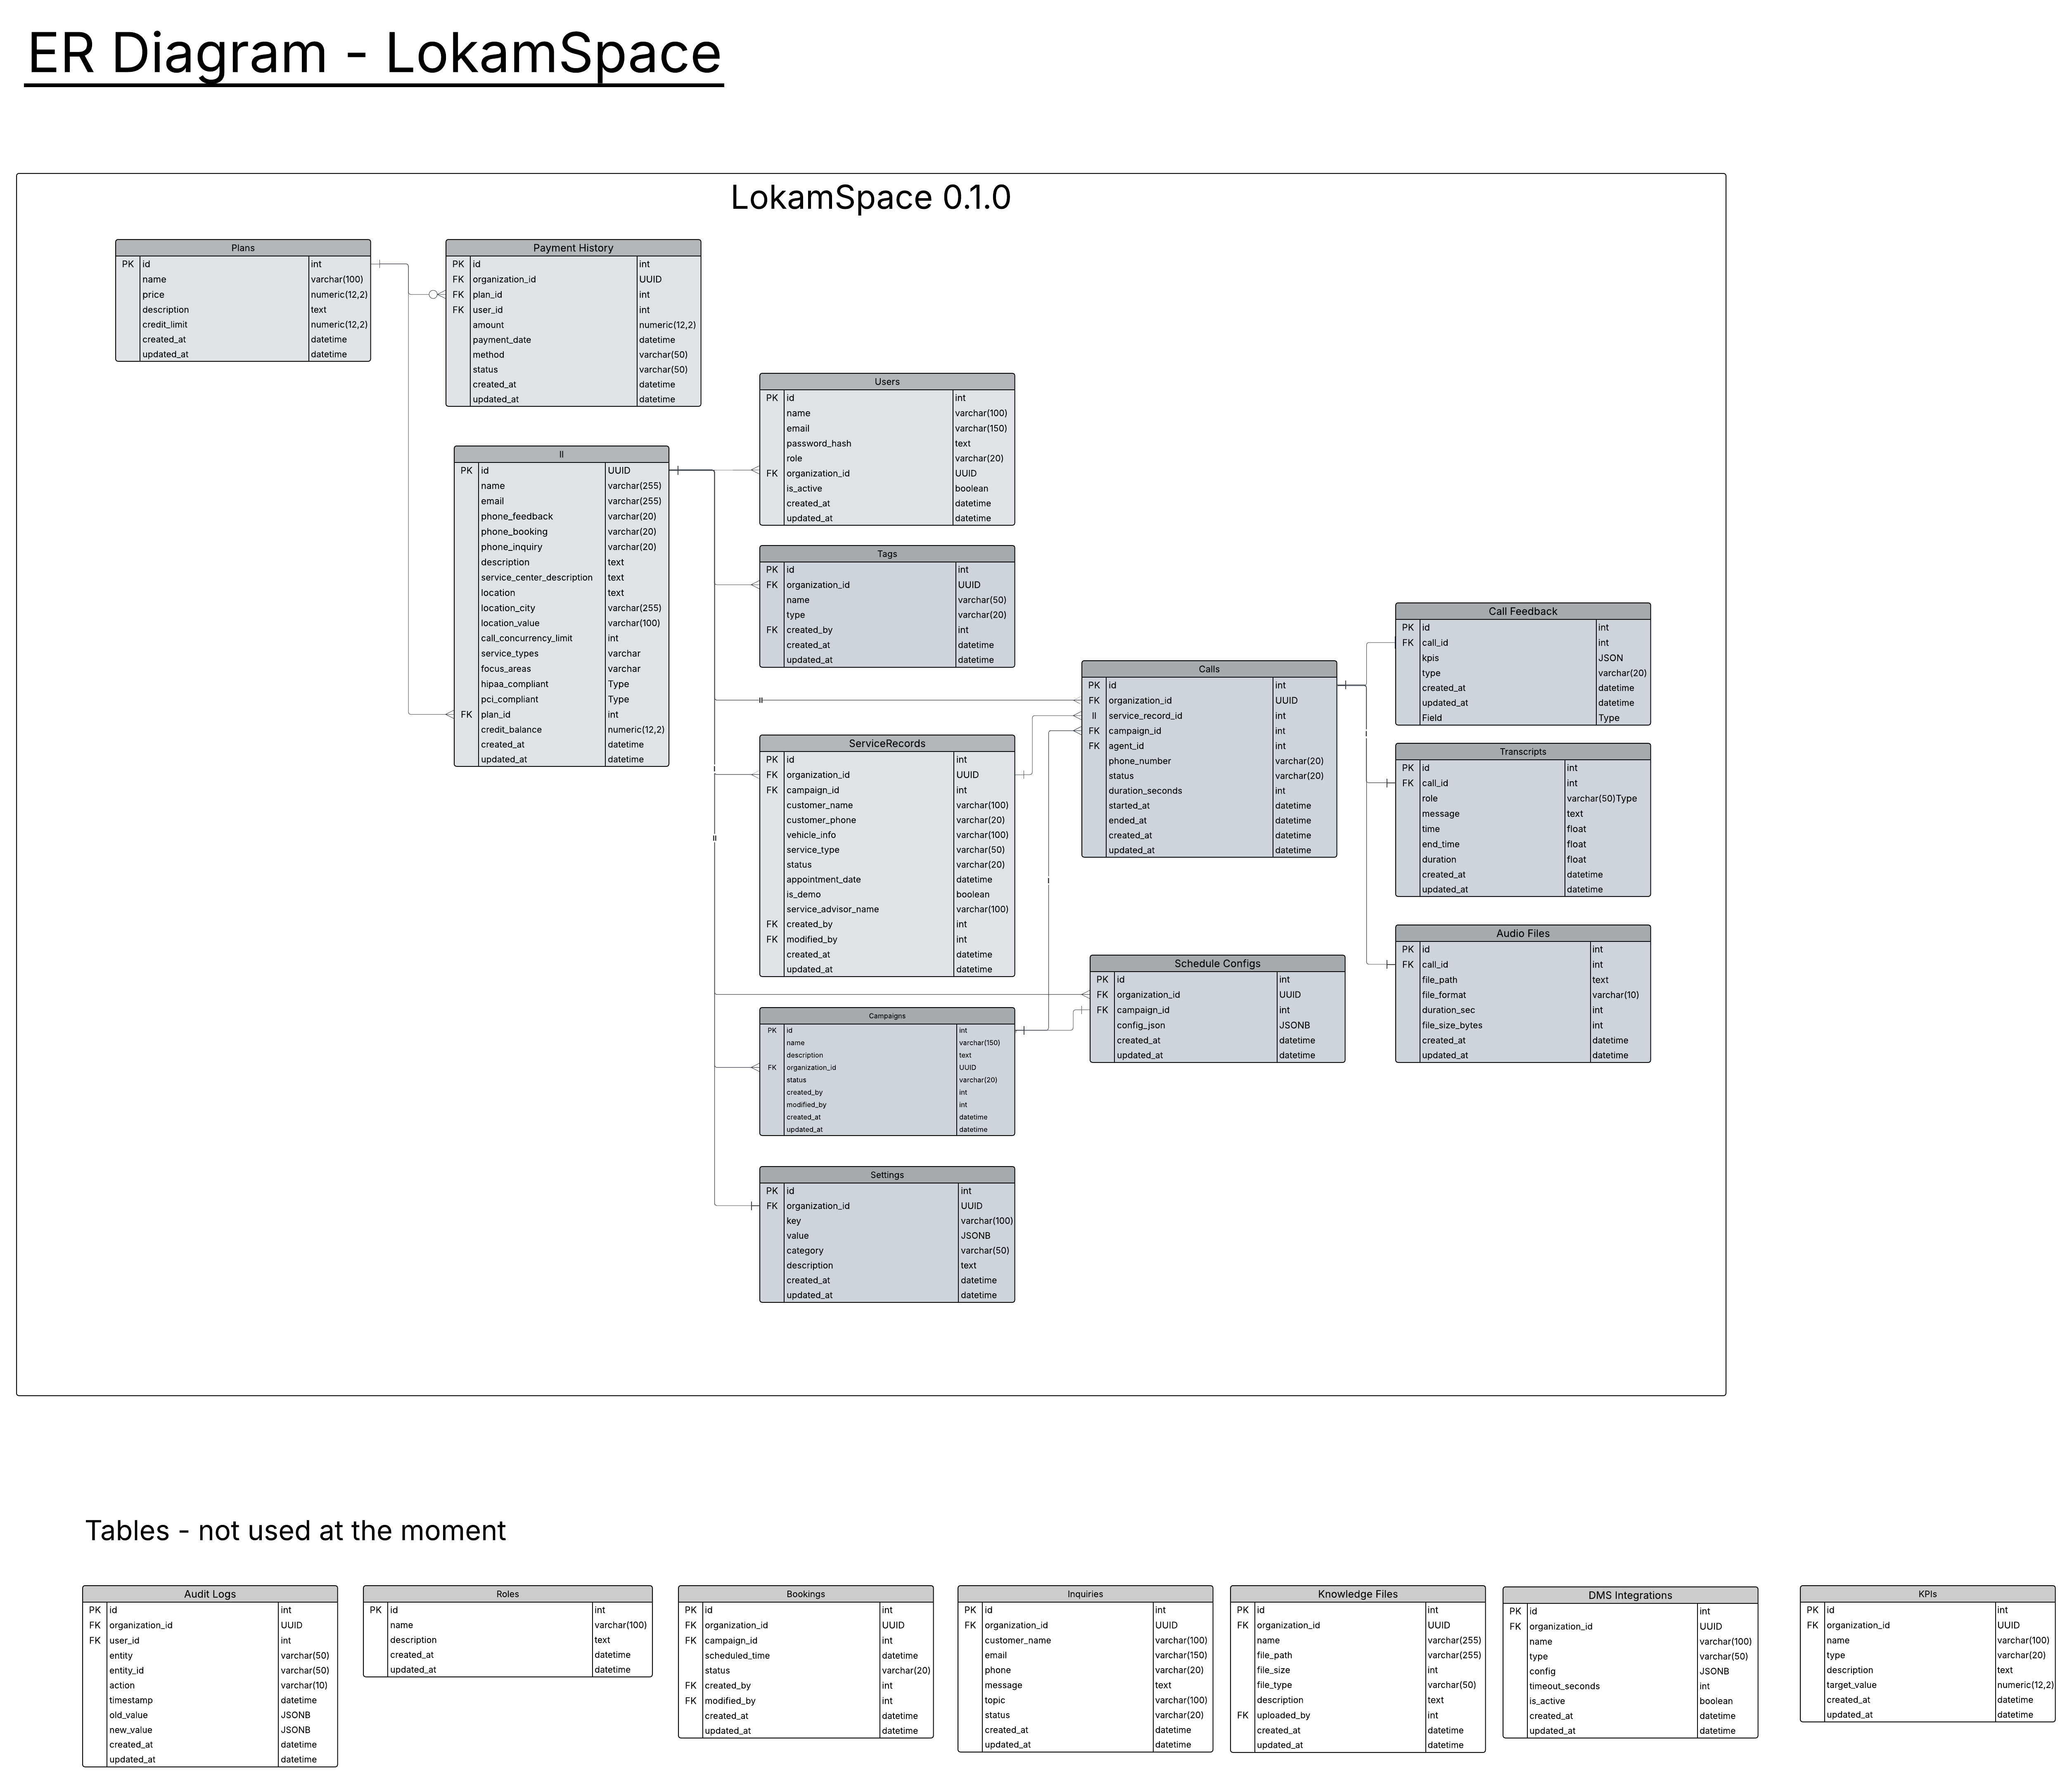 ER Diagram - LokamSpace
LokamSpace 0.1.0
Plans
PK id int
name varchar(100)
price numeric(12,2)
description text
credit_limit numeric(12,2)
created_at datetime
updated_at datetime
Payment History
PK id int
FK organization_id UUID
FK plan_id int
FK user_id int
amount numeric(12,2)
payment_date datetime
method varchar(50)
status varchar(50)
created_at datetime
updated_at datetime
Users
PK id int
name varchar(100)
email varchar(150)
password_hash text
role varchar(20)
FK organization_id UUID
is_active boolean
created_at datetime
updated_at datetime
II
PK id UUID
name varchar(255)
email varchar(255)
phone_feedback varchar(20)
phone_booking varchar(20)
phone_inquiry varchar(20)
description text
service_center_description text
location text
location_city varchar(255)
location_value varchar(100)
call_concurrency_limit int
service_types varchar
focus_areas varchar
hipaa_compliant Type
pci_compliant Type
FK plan_id int
credit_balance numeric(12,2)
created_at datetime
updated_at datetime
Tags
PK id int
FK organization_id UUID
name varchar(50)
type varchar(20)
FK created_by int
created_at datetime
updated_at datetime
II
I
II
ServiceRecords
PK id int
FK organization_id UUID
FK campaign_id int
customer_name varchar(100)
customer_phone varchar(20)
vehicle_info varchar(100)
service_type varchar(50)
status varchar(20)
appointment_date datetime
is_demo boolean
service_advisor_name varchar(100)
FK created_by int
FK modified_by int
created_at datetime
updated_at datetime
Campaigns
PK id int
name varchar(150)
description text
FK organization_id UUID
status varchar(20)
created_by int
modified_by int
created_at datetime
updated_at datetime
Settings
PK id int
FK organization_id UUID
key varchar(100)
value JSONB
category varchar(50)
description text
created_at datetime
updated_at datetime
Calls
PK id int
FK organization_id UUID
II service_record_id int
FK campaign_id int
FK agent_id int
phone_number varchar(20)
status varchar(20)
duration_seconds int
started_at datetime
ended_at datetime
created_at datetime
updated_at datetime
I
Schedule Configs
PK id int
FK organization_id UUID
FK campaign_id int
config_json JSONB
created_at datetime
updated_at datetime
Call Feedback
PK id int
FK call_id int
kpis JSON
type varchar(20)
created_at datetime
updated_at datetime
Field Type
I
Transcripts
PK id int
FK call_id int
role varchar(50)Type
message text
time float
end_time float
duration float
created_at datetime
updated_at datetime
Audio Files
PK id int
FK call_id int
file_path text
file_format varchar(10)
duration_sec int
file_size_bytes int
created_at datetime
updated_at datetime
Tables - not used at the moment
Audit Logs
PK id int
FK organization_id UUID
FK user_id int
entity varchar(50)
entity_id varchar(50)
action varchar(10)
timestamp datetime
old_value JSONB
new_value JSONB
created_at datetime
updated_at datetime
Roles
PK id int
name varchar(100)
description text
created_at datetime
updated_at datetime
Bookings
PK id int
FK organization_id UUID
FK campaign_id int
scheduled_time datetime
status varchar(20)
FK created_by int
FK modified_by int
created_at datetime
updated_at datetime
Inquiries
PK id int
FK organization_id UUID
customer_name varchar(100)
email varchar(150)
phone varchar(20)
message text
topic varchar(100)
status varchar(20)
created_at datetime
updated_at datetime
Knowledge Files
PK id int
FK organization_id UUID
name varchar(255)
file_path varchar(255)
file_size int
file_type varchar(50)
description text
FK uploaded_by int
created_at datetime
updated_at datetime
DMS Integrations
PK id int
FK organization_id UUID
name varchar(100)
type varchar(50)
config JSONB
timeout_seconds int
is_active boolean
created_at datetime
updated_at datetime
KPIs
PK id int
FK organization_id UUID
name varchar(100)
type varchar(20)
description text
target_value numeric(12,2)
created_at datetime
updated_at datetime